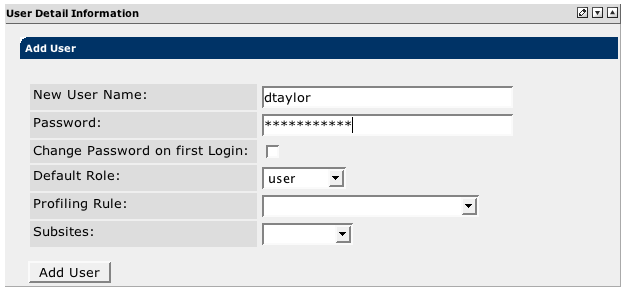 User Detail Information
Add User
New User Name: dtaylor
Password: ***********
Change Password on first Login:
Default Role: user
Profiling Rule:
Subsites:
Add User